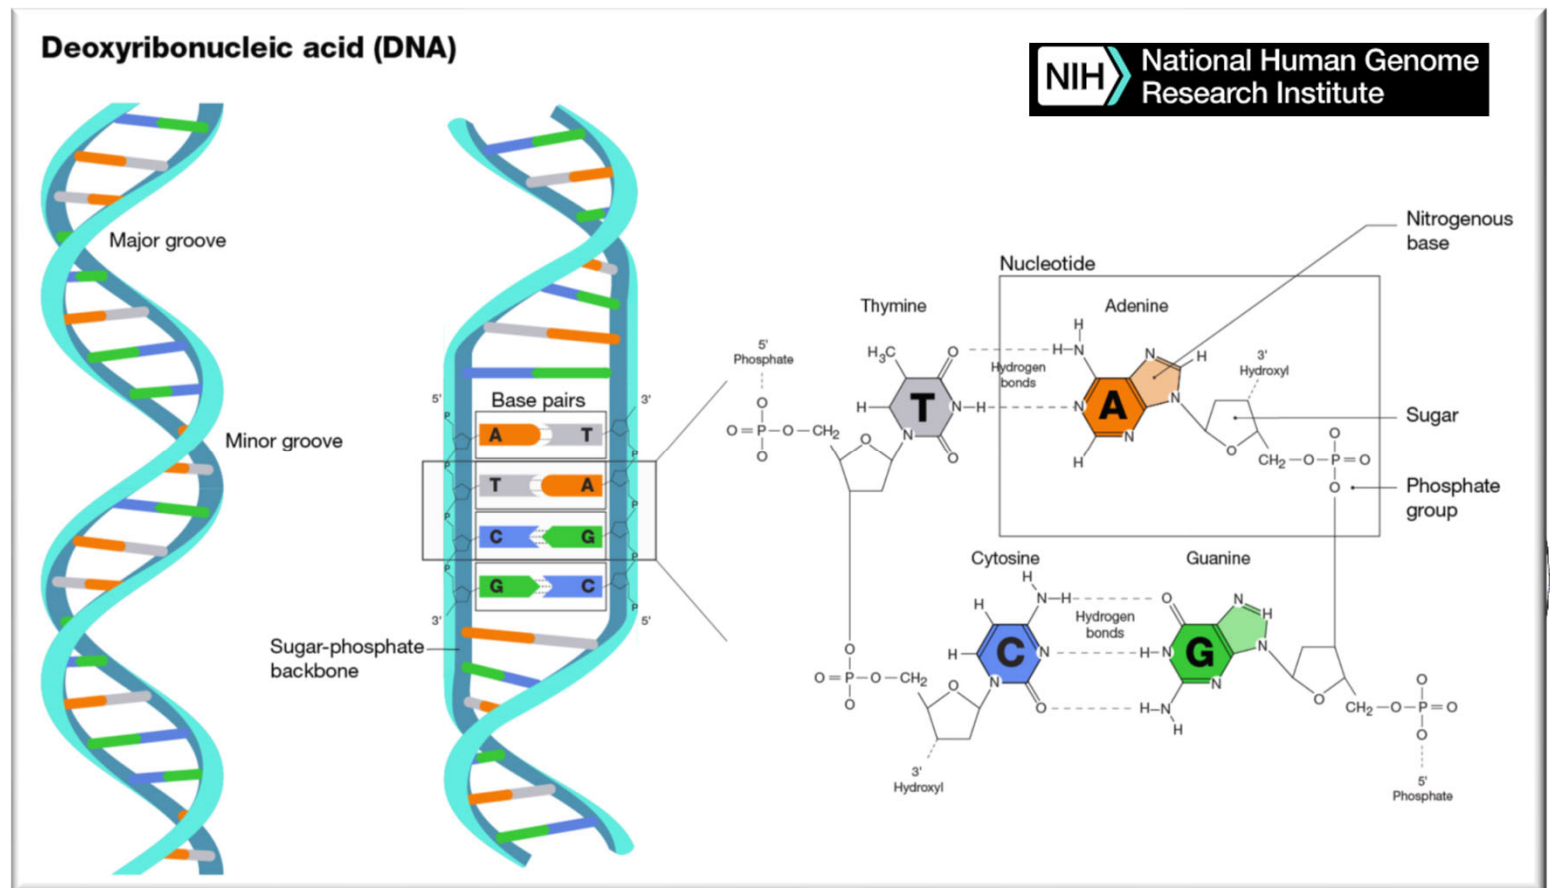 Deoxyribonucleic acid (DNA)
NIH
National Human Genome
Research Institute
Major groove
Minor groove
Sugar-phosphate
backbone
5'
3'
Base pairs
A T
T A
C G
G C
3'
5'
P
P
P
P
P
P
P
P
Nucleotide
Nitrogenous
base
Sugar
Phosphate
group
Thymine
Adenine
5'
Phosphate
O
O=P-O-CH2
O
H3C
O
H
T
N-H
N
O
O
Hydrogen
bonds
H
H-N
N
H
N
A
N
N
H
3'
Hydroxyl
O
CH2-O-P=O
O
O
Cytosine
Guanine
O
O=P-O-CH2
O
O
H
H
N-H
H
C
N
N
O
3'
Hydroxyl
Hydrogen
bonds
O
N
H
H-N
G
N
N
H-N
H
O
O
CH2-O-P=O
O
5'
Phosphate